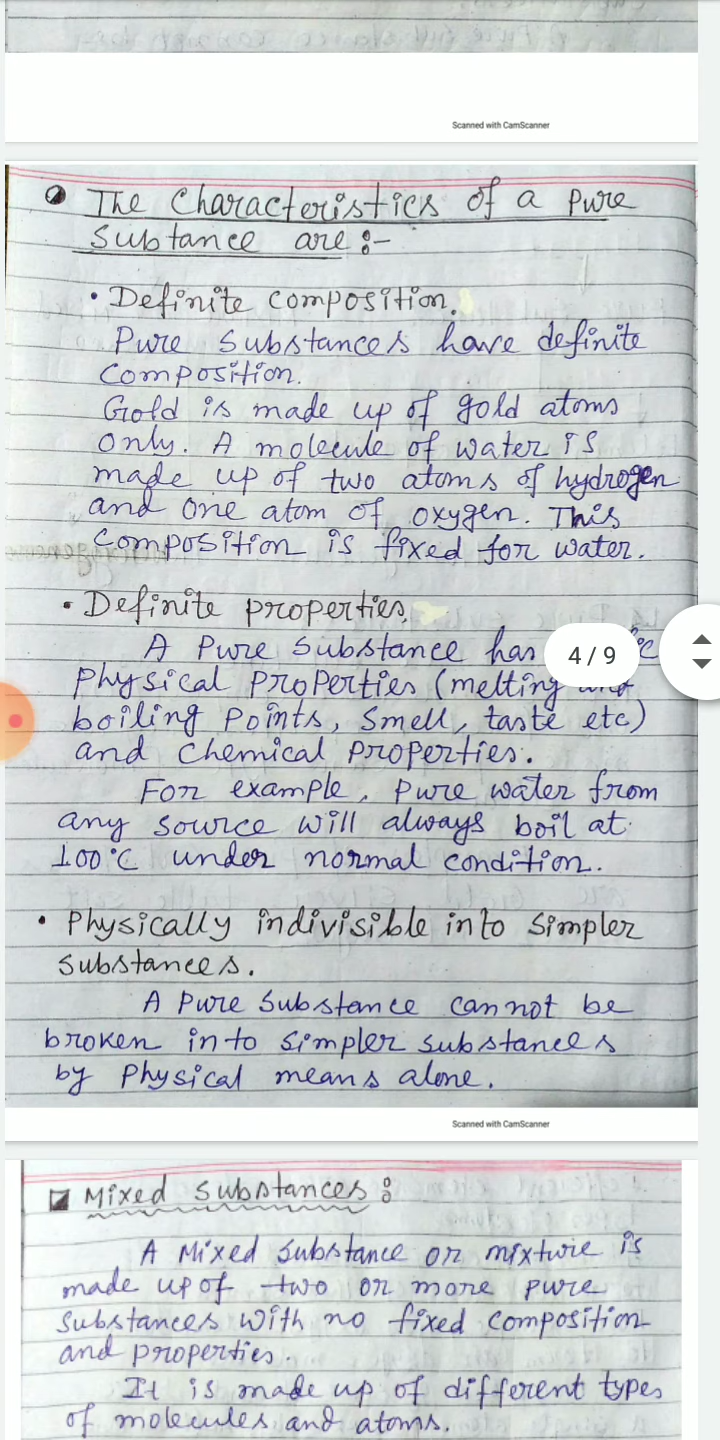 Scanned with CamScanner
The Characteristics of a Pure
Substance are :-
• Definite composition.
Pure substances have definite
composition.
Gold is made up of gold atoms
only. A molecule of water is
made up of two atoms of hydrogen
and one atom of oxygen. This
composition is fixed for water.
• Definite properties.
A Pure substance has
4 / 9
Physical Properties (melting and
boiling Points, Smell, taste etc)
and Chemical Properties.
For example, Pure water from
any source will always boil at
100°C under normal condition.
• Physically indivisible into simpler
substances.
A Pure substance cannot be
broken into simpler substances
by Physical means alone.
Scanned with CamScanner
Mixed substances :
A Mixed substance or mixture is
made up of two or more pure
substances with no fixed composition
and properties.
It is made up of different types
of molecules and atoms.